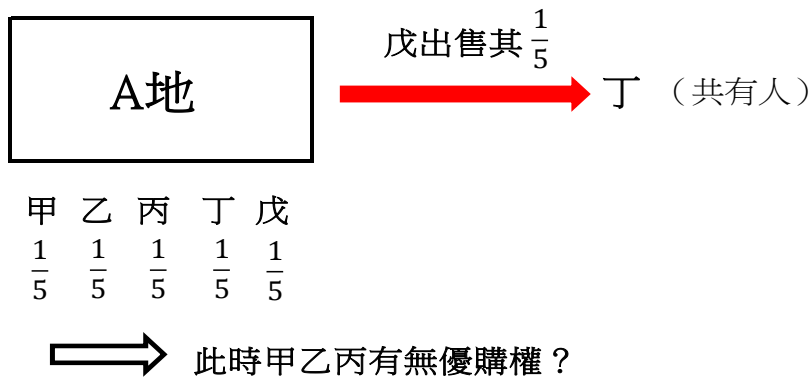 戊出售其 1/5
A地
丁 （共有人）
甲 乙 丙 丁 戊
1/5 1/5 1/5 1/5 1/5
此時甲乙丙有無優購權？